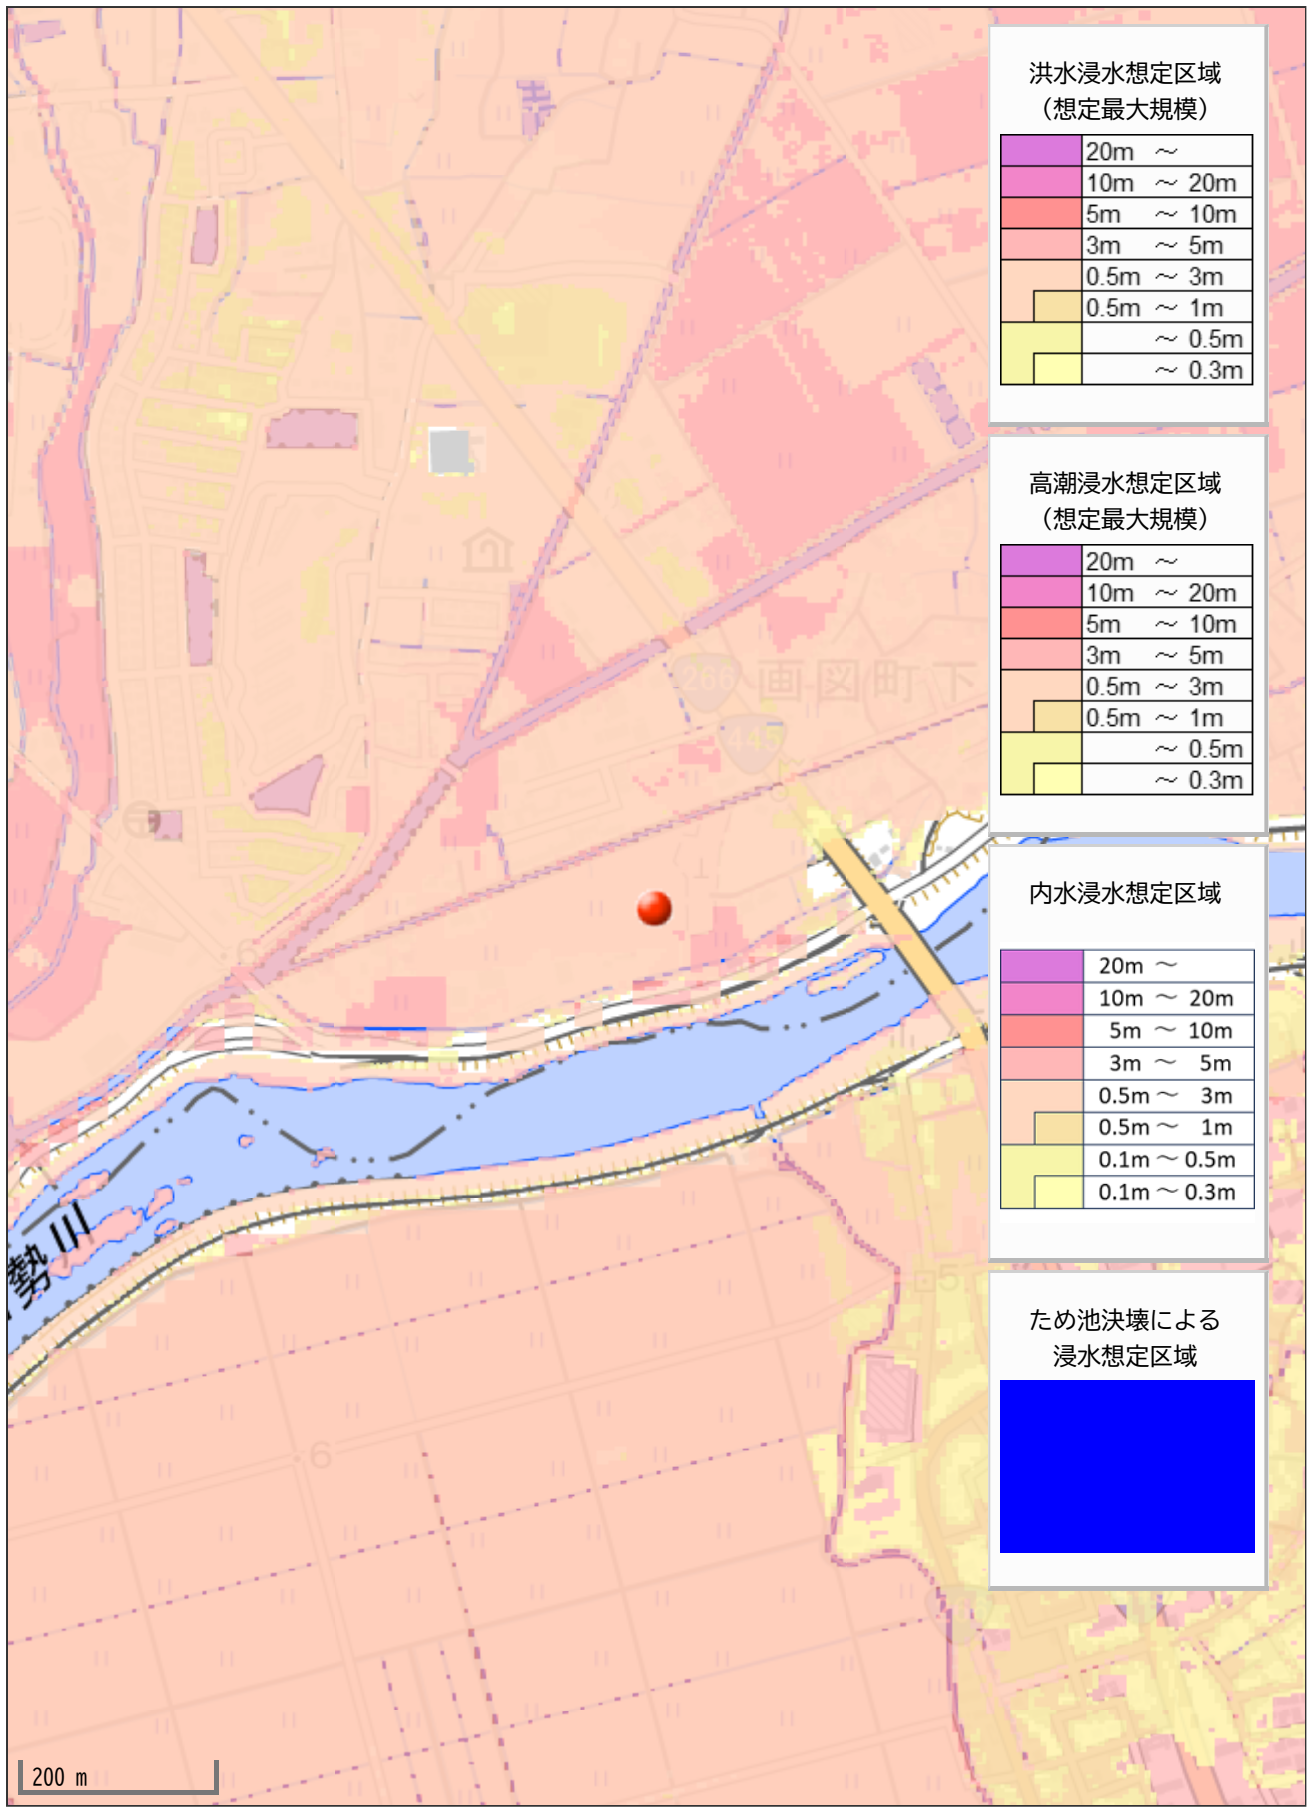 洪水浸水想定区域
（想定最大規模）
20m ～
10m ～ 20m
5m ～ 10m
3m ～ 5m
0.5m ～ 3m
0.5m ～ 1m
～ 0.5m
～ 0.3m
高潮浸水想定区域
（想定最大規模）
20m ～
10m ～ 20m
5m ～ 10m
3m ～ 5m
0.5m ～ 3m
0.5m ～ 1m
～ 0.5m
～ 0.3m
266 画図町下
445
内水浸水想定区域
20m ～
10m ～ 20m
5m ～ 10m
3m ～ 5m
0.5m ～ 3m
0.5m ～ 1m
0.1m ～ 0.5m
0.1m ～ 0.3m
6
勢川
5
ため池決壊による
浸水想定区域
6
200 m